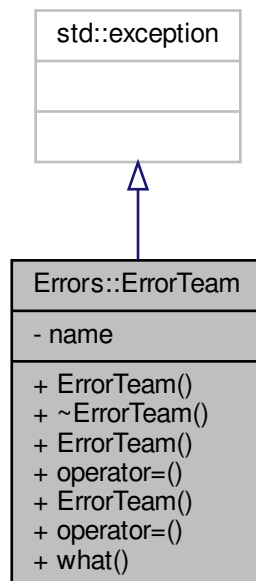 std::exception
Errors::ErrorTeam
- name
+ ErrorTeam()
+ ~ErrorTeam()
+ ErrorTeam()
+ operator=()
+ ErrorTeam()
+ operator=()
+ what()